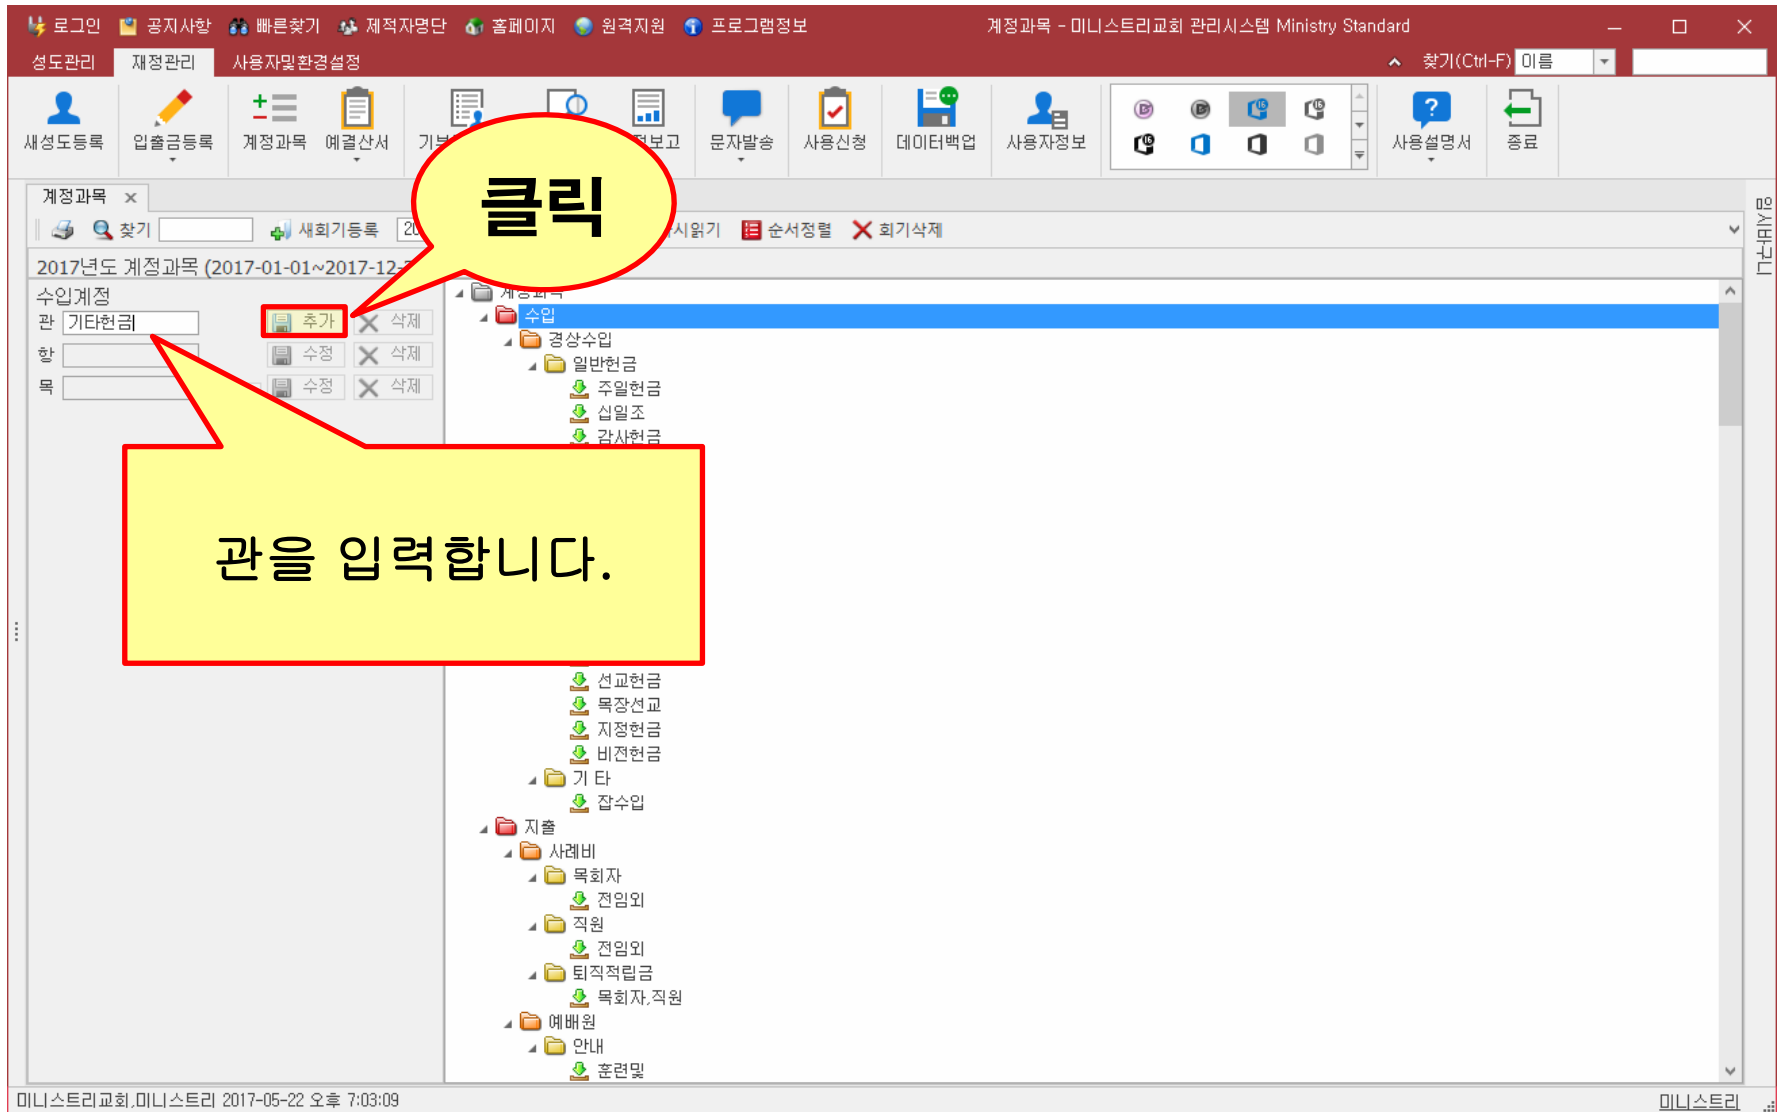 로그인 공지사항 빠른찾기 제적자명단 홈페이지 원격지원 프로그램정보 계정과목 - 미니스트리교회 관리시스템 Ministry Standard
성도관리 재정관리 사용자및환경설정 찾기(Ctrl-F) 이름
새성도등록 입출금등록 계정과목 예결산서 문자발송 사용신청 데이터백업 사용자정보 사용설명서 종료
계정과목
찾기 새회기등록 순서정렬 회기삭제
임시바구니
클릭
2017년도 계정과목 (2017-01-01~2017-12-
수입계정
관 기타헌금 추가 삭제
항 수정 삭제
목 수정 삭제
관을 입력합니다.
계정과목
수입
경상수입
일반헌금
주일헌금
십일조
감사헌금
선교헌금
목장선교
지정헌금
비전헌금
기 타
잡수입
지출
사례비
목회자
전임외
직원
전임외
퇴직적립금
목회자,직원
예배원
안내
훈련및
미니스트리교회,미니스트리 2017-05-22 오후 7:03:09 미니스트리